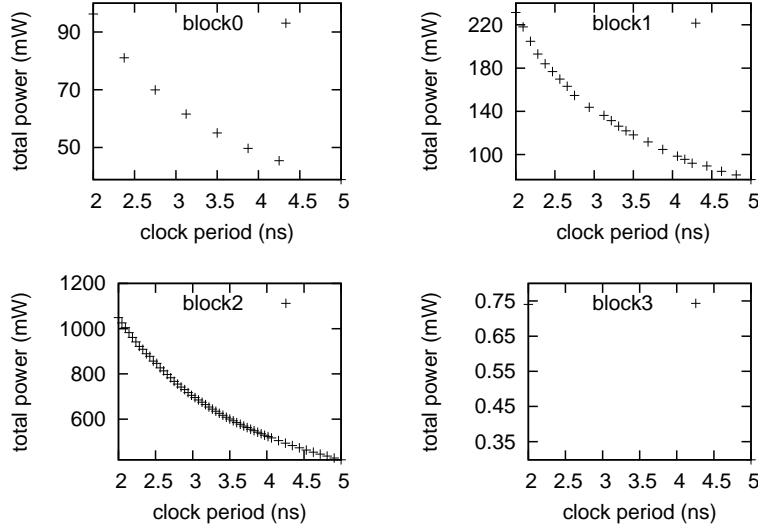 block0
90
70
50
total power (mW)
2 2.5 3 3.5 4 4.5 5
clock period (ns)
block1
220
180
140
100
total power (mW)
2 2.5 3 3.5 4 4.5 5
clock period (ns)
block2
1200
1000
800
600
total power (mW)
2 2.5 3 3.5 4 4.5 5
clock period (ns)
block3
0.75
0.65
0.55
0.45
0.35
total power (mW)
2 2.5 3 3.5 4 4.5 5
clock period (ns)